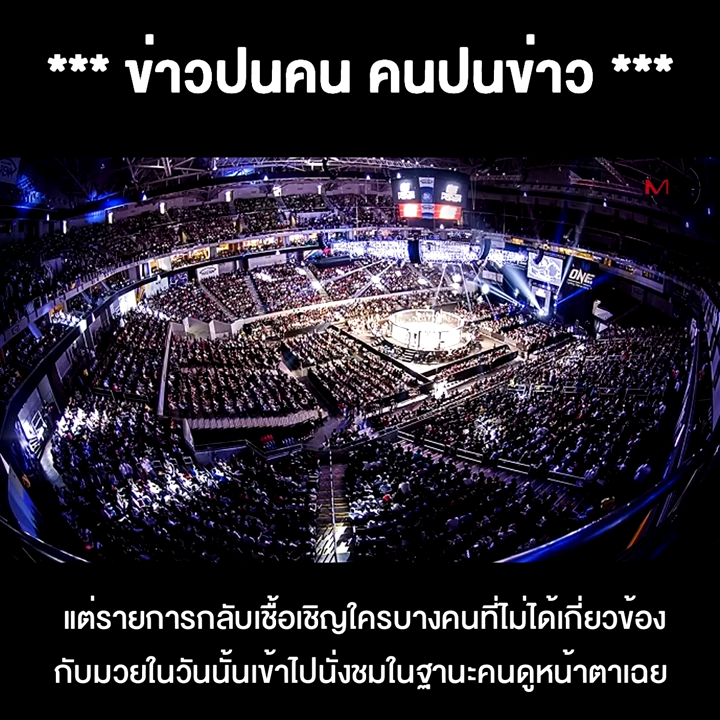 *** ข่าวปนคน คนปนข่าว ***
M
ONE
แต่รายการกลับเชื้อเชิญใครบางคนที่ไม่ได้เกี่ยวข้อง
กับมวยในวันนั้นเข้าไปนั่งชมในฐานะคนดูหน้าตาเฉย